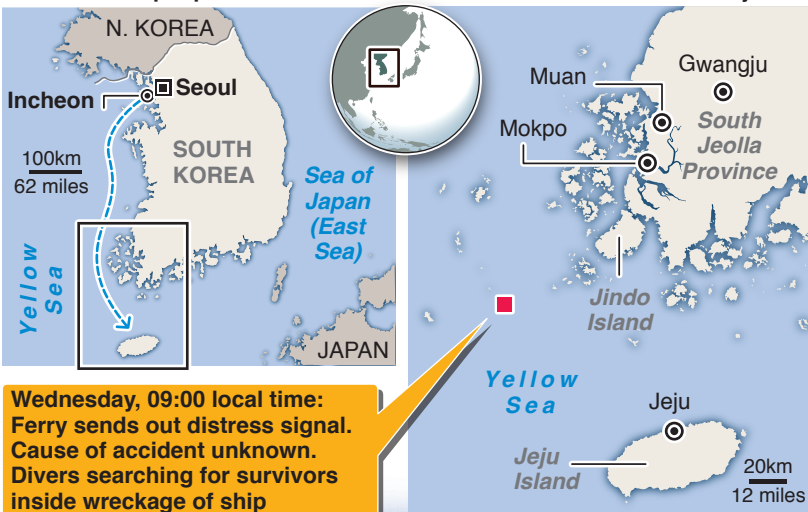 N. KOREA
Incheon
Seoul
100km
62 miles
SOUTH
KOREA
Sea of
Japan
(East
Sea)
Yellow
Sea
JAPAN
Muan
Gwangju
Mokpo
South
Jeolla
Province
Jindo
Island
Yellow
Sea
Jeju
Jeju
Island
20km
12 miles
Wednesday, 09:00 local time:
Ferry sends out distress signal.
Cause of accident unknown.
Divers searching for survivors
inside wreckage of ship